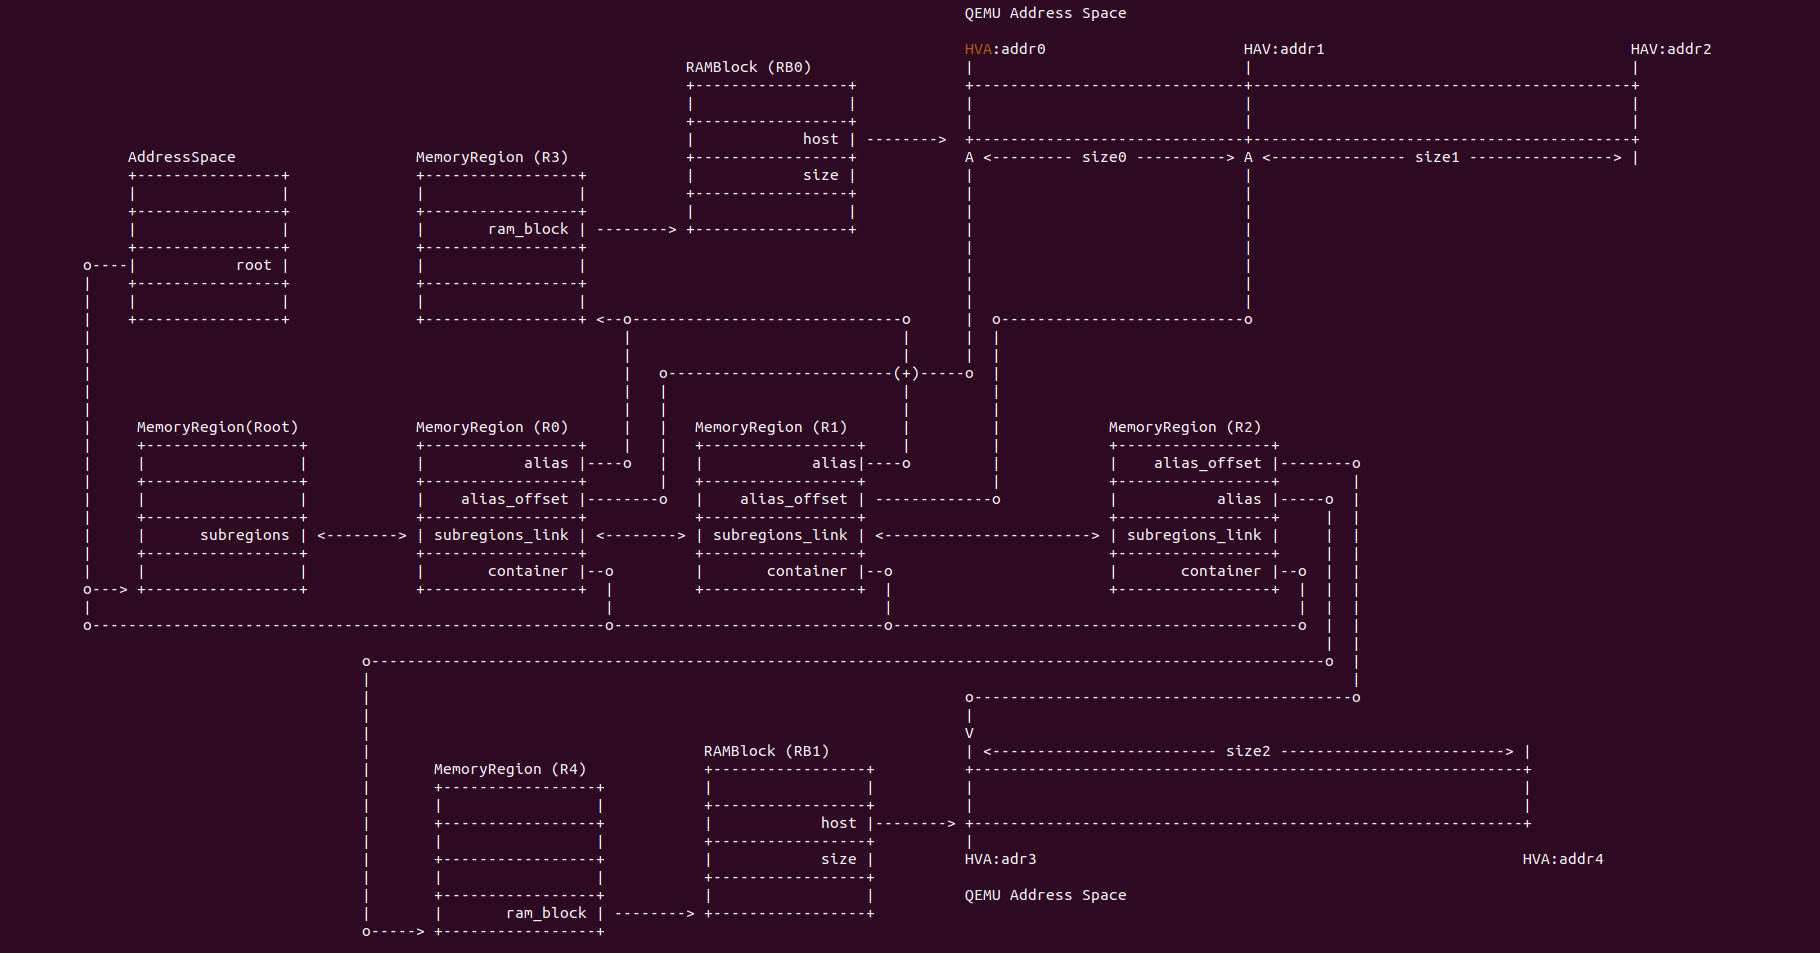 QEMU Address Space
HVA:addr0 HAV:addr1 HAV:addr2
RAMBlock (RB0)
host
AddressSpace MemoryRegion (R3) A <--------- size0 ----------> A <--------------- size1 ----------------> |
size
ram_block
root
(+)
MemoryRegion(Root) MemoryRegion (R0) MemoryRegion (R1) MemoryRegion (R2)
alias alias alias_offset
alias_offset alias_offset alias
subregions subregions_link subregions_link subregions_link
container container container
V
RAMBlock (RB1) size2
MemoryRegion (R4)
host
size HVA:adr3 HVA:addr4
QEMU Address Space
ram_block